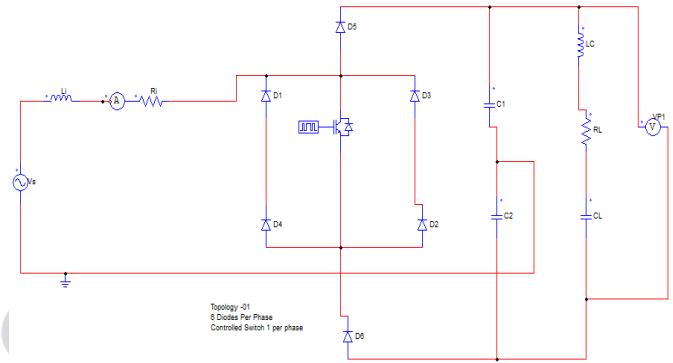 D5
LC
Li
A
Ri
D1
D3
C1
VP1
V
RL
Vs
D4
D2
C2
CL
Topology -01
6 Diodes Per Phase
Controlled Switch 1 per phase
D6